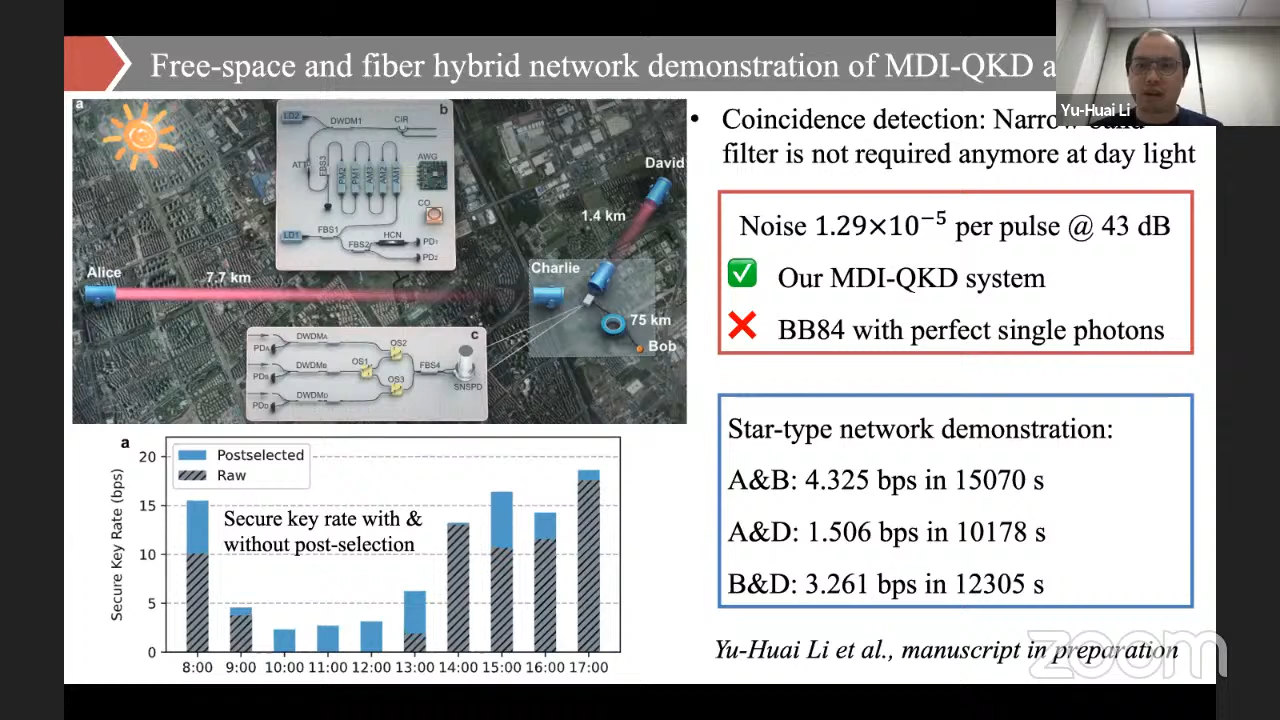 Free-space and fiber hybrid network demonstration of MDI-QKD a
Yu-Huai Li
a
b
LD2
DWDM1
CIR
ATT
FBS3
PM2
PM1
AM3
AM2
AM1
AWG
CO
LD1
FBS1
HCN
FBS2
PD1
PD2
David
1.4 km
Alice
7.7 km
Charlie
75 km
Bob
c
DWDMA
PDA
OS2
OS1
DWDMB
PDB
FBS4
SNSPD
OS3
DWDMD
PDD
• Coincidence detection: Narrow band
filter is not required anymore at day light
Noise 1.29×10⁻⁵ per pulse @ 43 dB
✅ Our MDI-QKD system
❌ BB84 with perfect single photons
Star-type network demonstration:
A&B: 4.325 bps in 15070 s
A&D: 1.506 bps in 10178 s
B&D: 3.261 bps in 12305 s
Yu-Huai Li et al., manuscript in preparation
zoom
a
Postselected
Raw
Secure key rate with &
without post-selection
Secure Key Rate (bps)
20
15
10
5
0
8:00 9:00 10:00 11:00 12:00 13:00 14:00 15:00 16:00 17:00